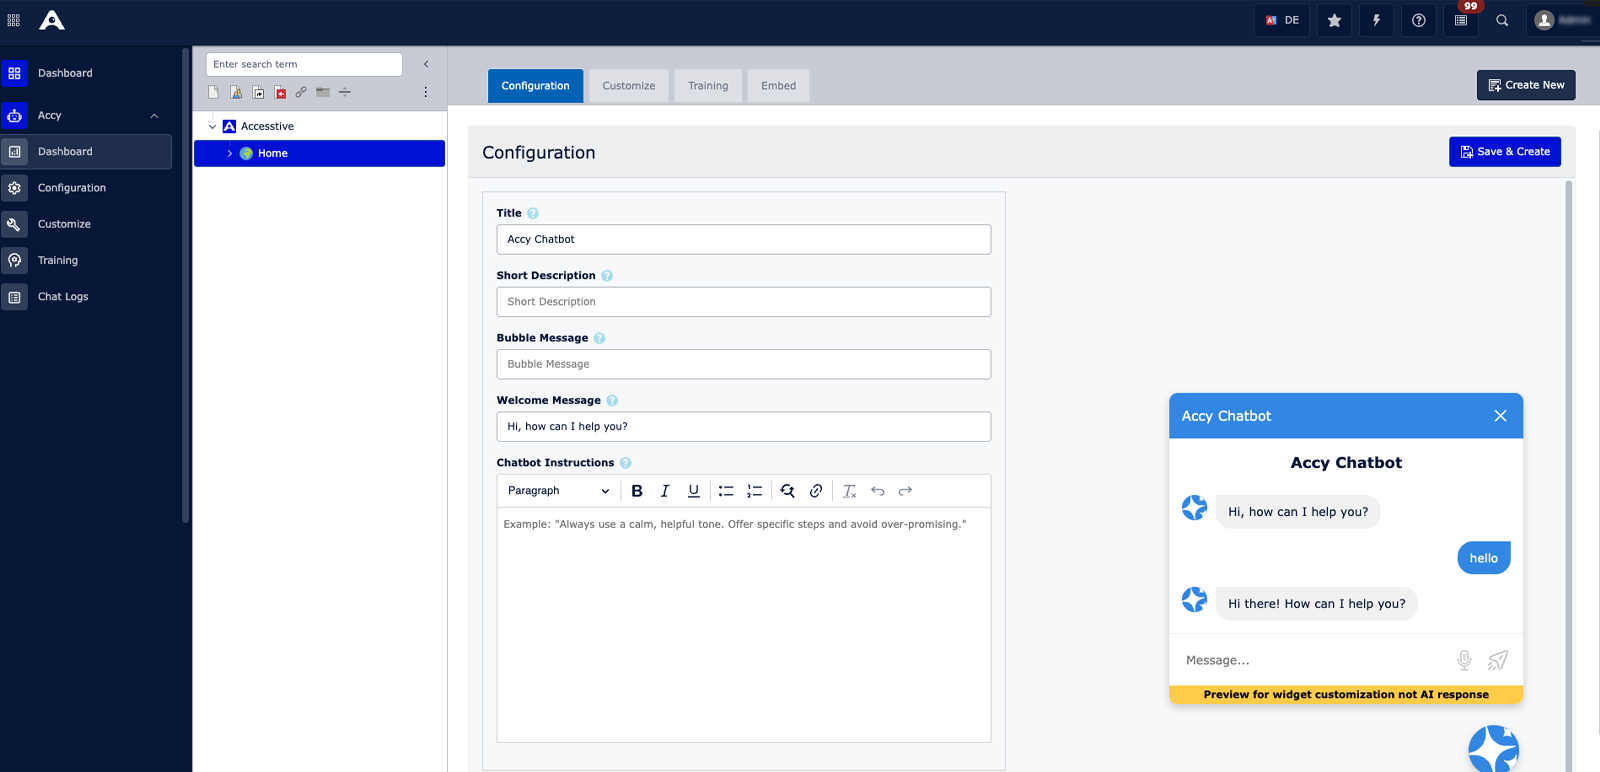 DE
99
Dashboard
Accy
Dashboard
Configuration
Customize
Training
Chat Logs
Enter search term
Accesstive
Home
Configuration
Customize
Training
Embed
Create New
Configuration
Save & Create
Title ?
Accy Chatbot
Short Description ?
Short Description
Bubble Message ?
Bubble Message
Welcome Message ?
Hi, how can I help you?
Chatbot Instructions ?
Paragraph
B I U
Example: "Always use a calm, helpful tone. Offer specific steps and avoid over-promising."
Accy Chatbot
Accy Chatbot
Hi, how can I help you?
hello
Hi there! How can I help you?
Message...
Preview for widget customization not AI response